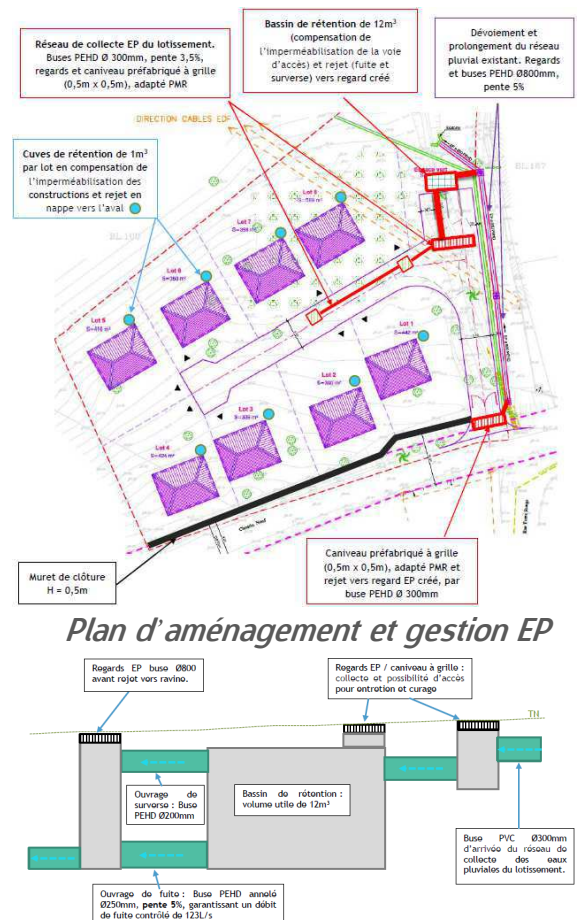 Réseau de collecte EP du lotissement.
Buses PEHD Ø 300mm, pente 3,5%,
regards et caniveau préfabriqué à grille
(0,5m x 0,5m), adapté PMR
Bassin de rétention de 12m³
(compensation de
l'imperméabilisation de la voie
d'accès) et rejet (fuite et
surverse) vers regard créé
Dévoiement et
prolongement du réseau
pluvial existant. Regards
et buses PEHD Ø800mm,
pente 5%
DIRECTION CABLES EDF
Cuves de rétention de 1m³
par lot en compensation de
l'imperméabilisation des
constructions et rejet en
nappe vers l'aval
Lot 8
Lot 7
Lot 6
Lot 5
Lot 1
Lot 2
Lot 3
Lot 4
Muret de clôture
H = 0,5m
Caniveau préfabriqué à grille
(0,5m x 0,5m), adapté PMR et
rejet vers regard EP créé, par
buse PEHD Ø 300mm
Plan d'aménagement et gestion EP
Regards EP buse Ø800
avant rejot vers ravine.
Regards EP / caniveau à grille :
collecte et possibilité d'accès
pour entretion et curage
TN
Ouvrage de
surverse : Buse
PEHD Ø200mm
Bassin de rétention :
volume utile de 12m³
Buse PVC Ø300mm
d'arrivée du réseau de
collecte des eaux
pluviales du lotissement.
Ouvrage de fuite : Buse PEHD annelé
Ø250mm, pente 5%, garantissant un débit
de fuite contrôlé de 123L/s